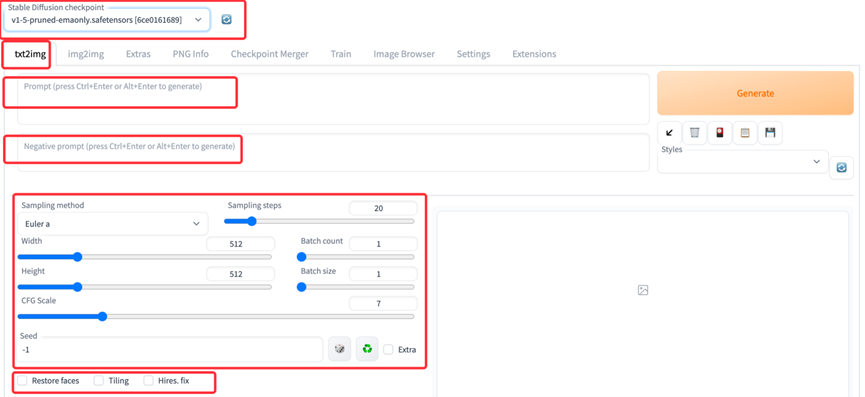 Stable Diffusion checkpoint
v1-5-pruned-emaonly.safetensors [6ce0161689]
txt2img img2img Extras PNG Info Checkpoint Merger Train Image Browser Settings Extensions
Prompt (press Ctrl+Enter or Alt+Enter to generate)
Generate
Negative prompt (press Ctrl+Enter or Alt+Enter to generate)
Styles
Sampling method Sampling steps 20
Euler a
Width 512 Batch count 1
Height 512 Batch size 1
CFG Scale 7
Seed
-1 Extra
Restore faces Tiling Hires. fix